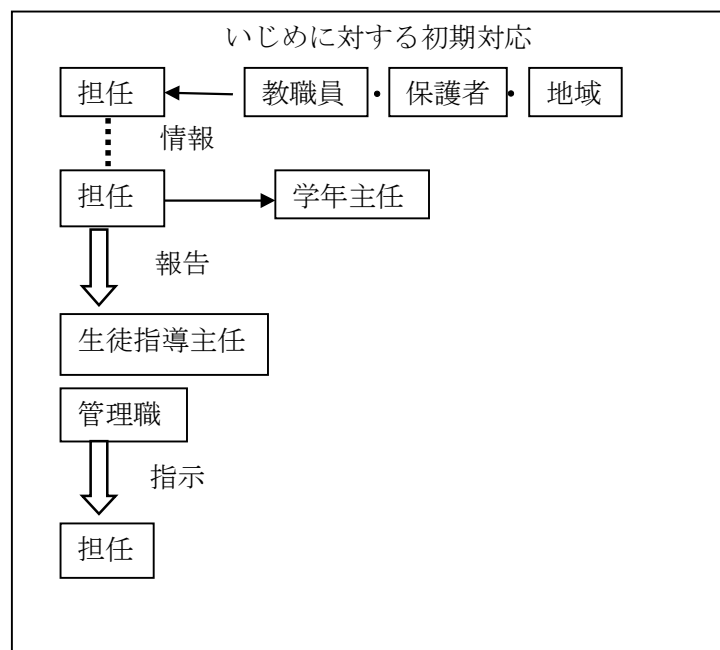 いじめに対する初期対応
担任 教職員・保護者・地域
情報
担任 学年主任
報告
生徒指導主任
管理職
指示
担任